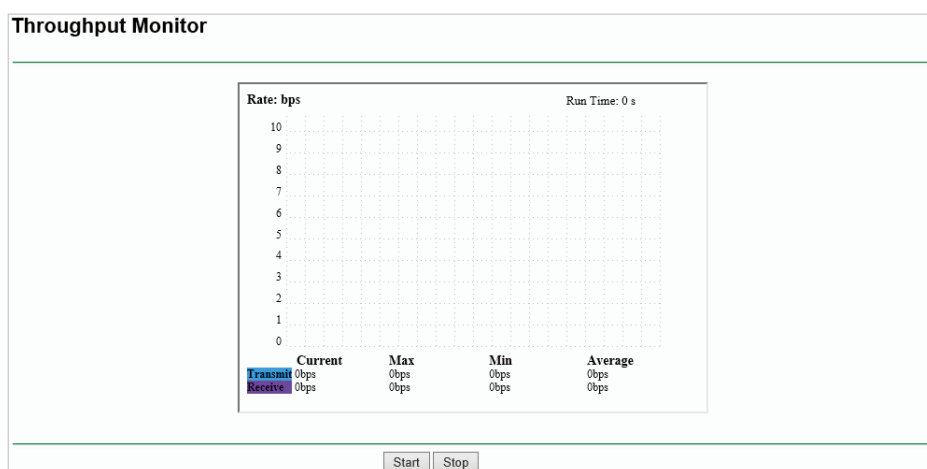 Throughput Monitor
Rate: bps Run Time: 0 s
10
9
8
7
6
5
4
3
2
1
0
Current Max Min Average
Transmit 0bps 0bps 0bps 0bps
Receive 0bps 0bps 0bps 0bps
Start Stop